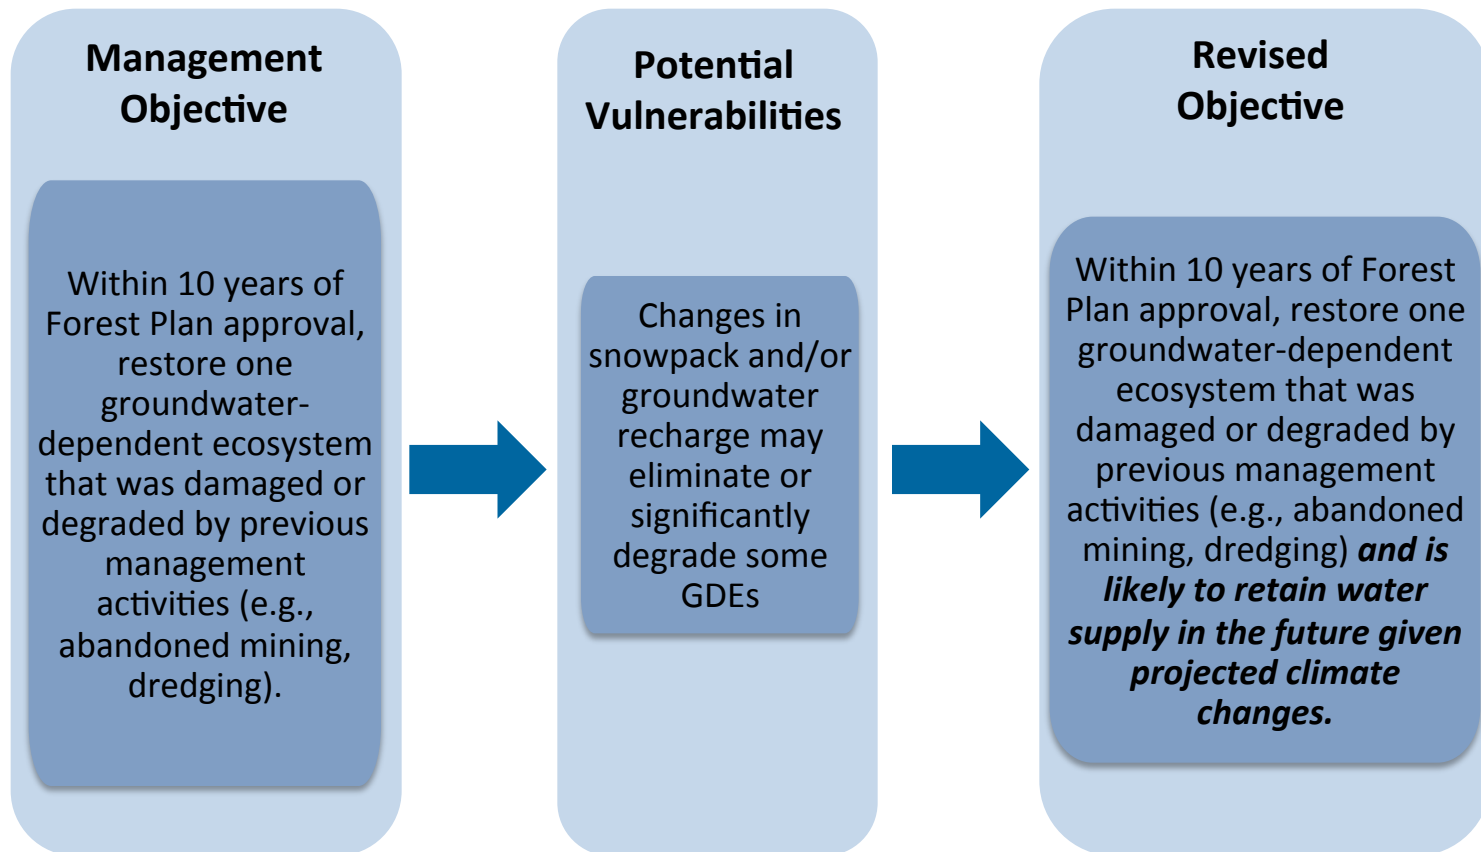 Management
Objective
Within 10 years of
Forest Plan approval,
restore one
groundwater-
dependent ecosystem
that was damaged or
degraded by previous
management
activities (e.g.,
abandoned mining,
dredging).
Potential
Vulnerabilities
Changes in
snowpack and/or
groundwater
recharge may
eliminate or
significantly
degrade some
GDEs
Revised
Objective
Within 10 years of Forest
Plan approval, restore one
groundwater-dependent
ecosystem that was
damaged or degraded by
previous management
activities (e.g., abandoned
mining, dredging) and is
likely to retain water
supply in the future given
projected climate
changes.